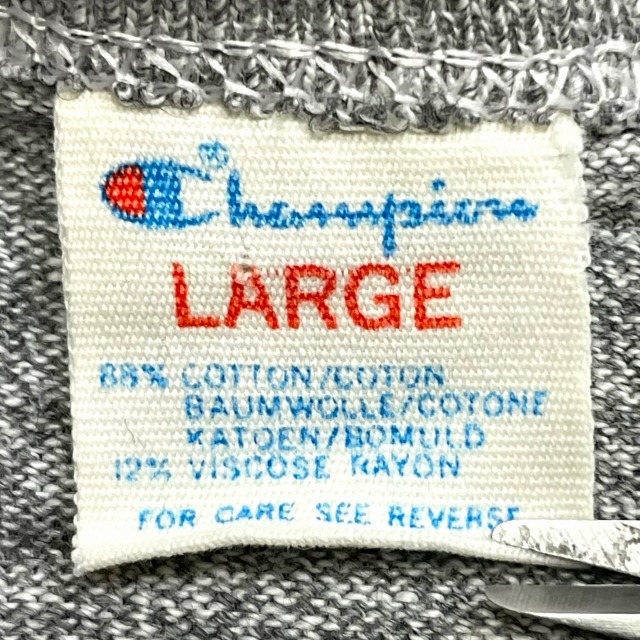 Champion®
LARGE
88% COTTON/COTON
BAUMWOLLE/COTONE
KATOEN/BOMULD
12% VISCOSE RAYON
FOR CARE SEE REVERSE